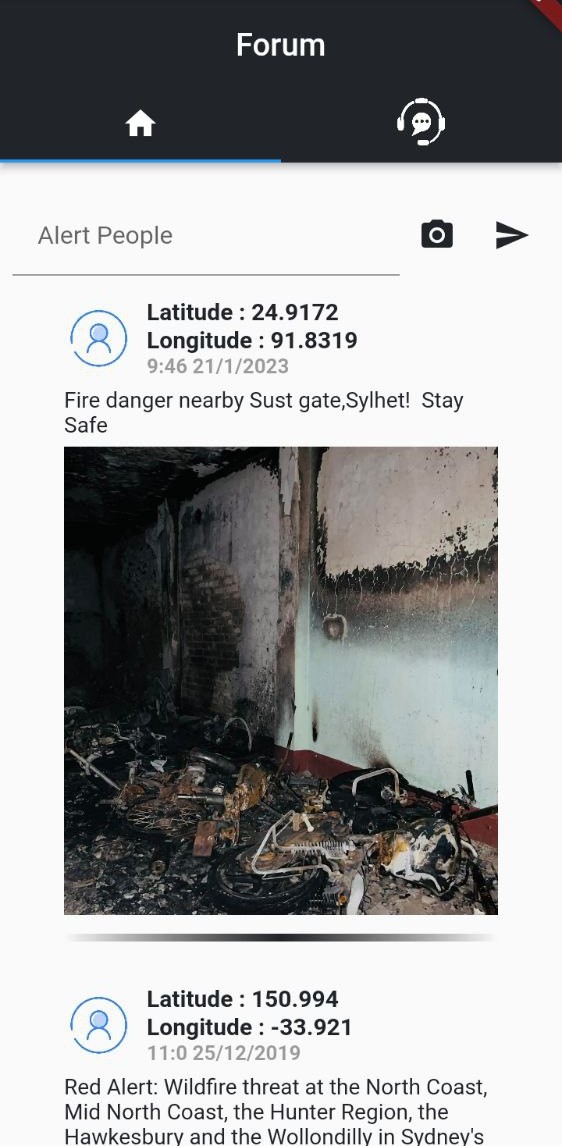 Forum
Alert People
Latitude : 24.9172
Longitude : 91.8319
9:46 21/1/2023
Fire danger nearby Sust gate,Sylhet!  Stay
Safe
Latitude : 150.994
Longitude : -33.921
11:0 25/12/2019
Red Alert: Wildfire threat at the North Coast,
Mid North Coast, the Hunter Region, the
Hawkesbury and the Wollondilly in Sydney's